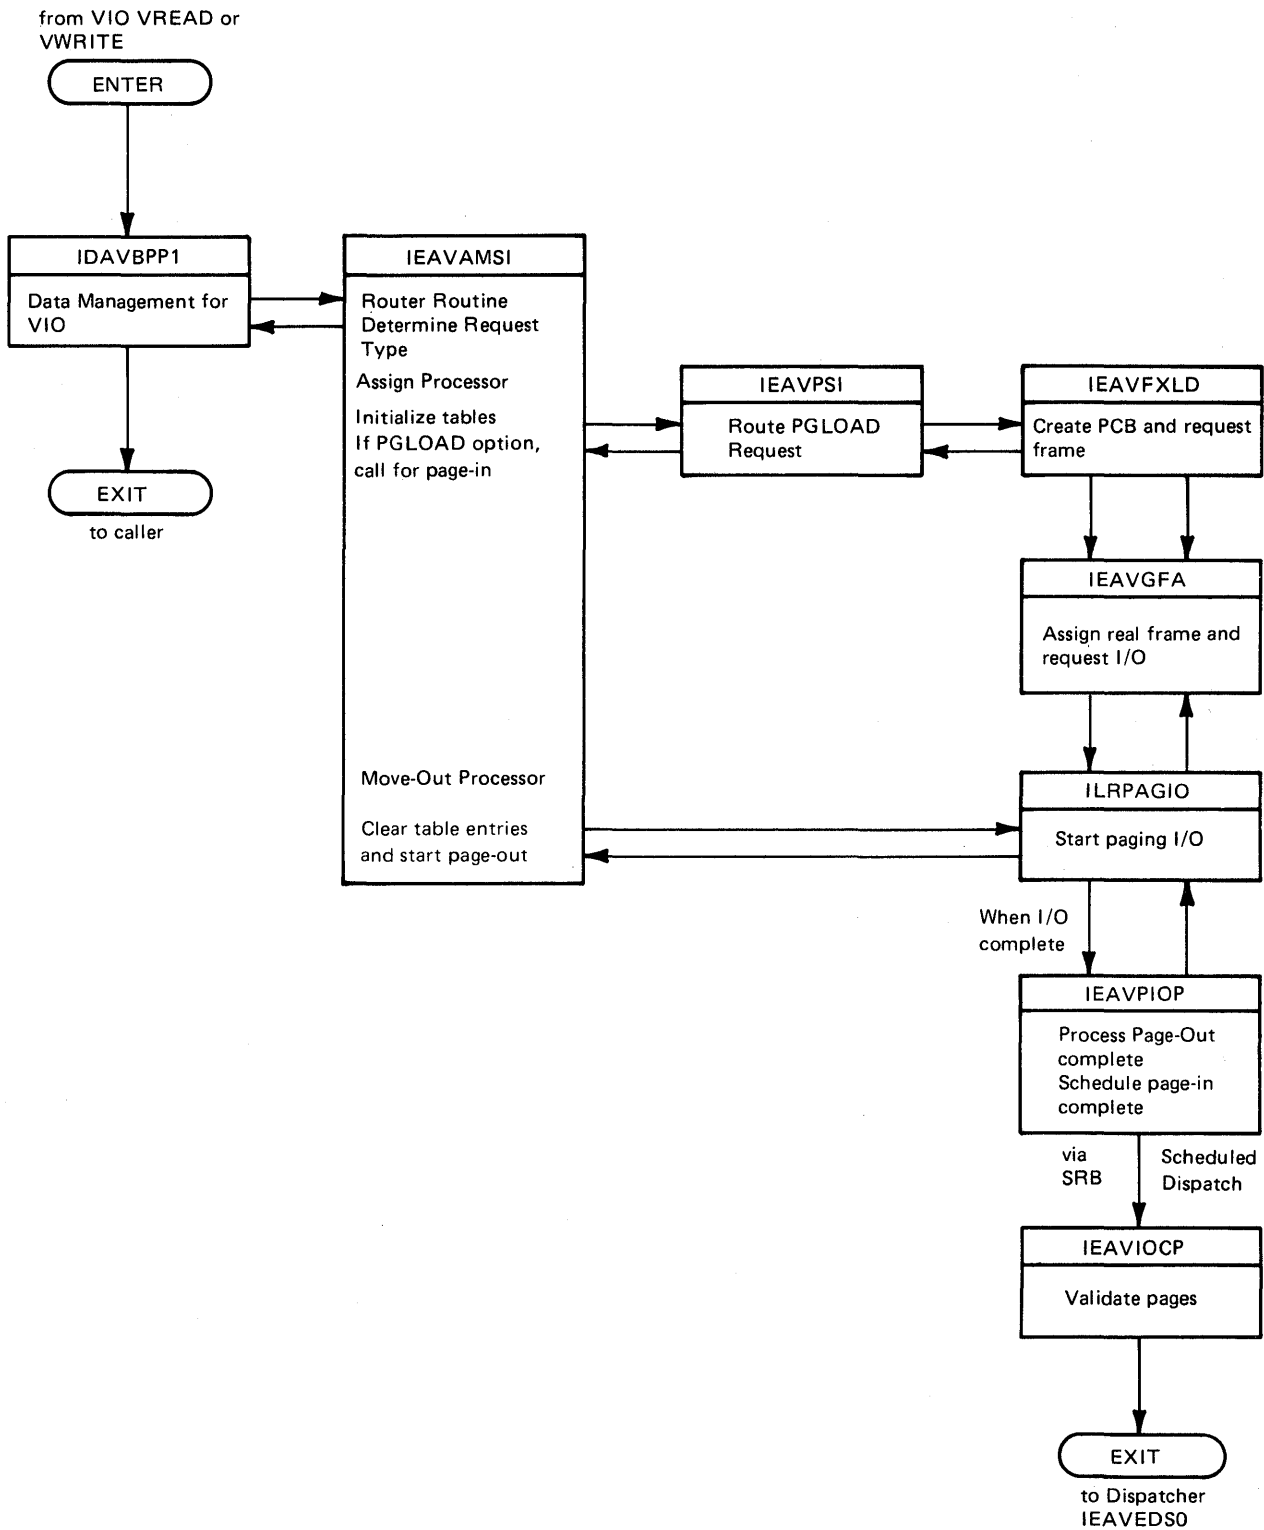 from VIO VREAD or
VWRITE
ENTER
IDAVBPP1
Data Management for
VIO
EXIT
to caller
IEAVAMSI
Router Routine
Determine Request
Type
Assign Processor
Initialize tables
If PGLOAD option,
call for page-in
Move-Out Processor
Clear table entries
and start page-out
IEAVPSI
Route PGLOAD
Request
IEAVFXLD
Create PCB and request
frame
IEAVGFA
Assign real frame and
request I/O
ILRPAGIO
Start paging I/O
When I/O
complete
IEAVPIOP
Process Page-Out
complete
Schedule page-in
complete
via
SRB
Scheduled
Dispatch
IEAVIOCP
Validate pages
EXIT
to Dispatcher
IEAVEDS0